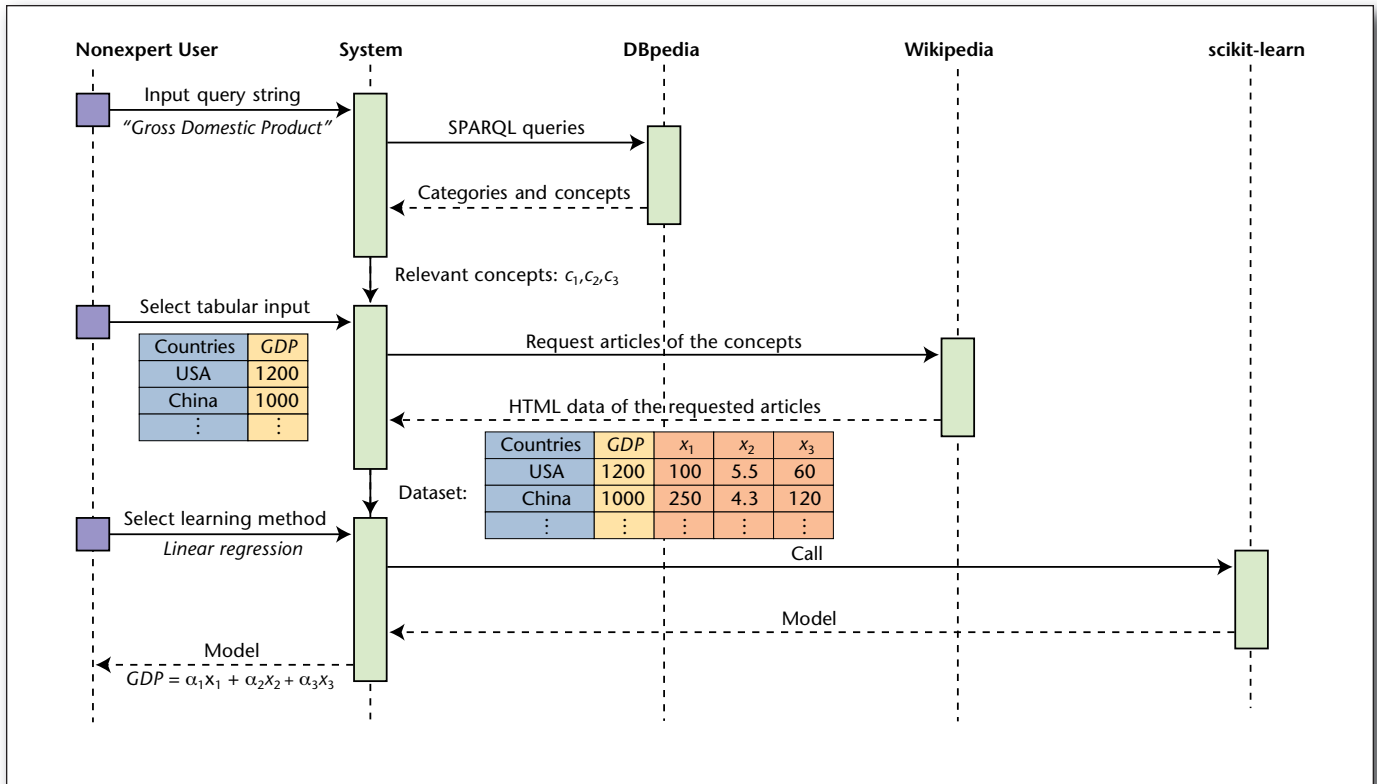 Nonexpert User
System
DBpedia
Wikipedia
scikit-learn
Input query string
“Gross Domestic Product”
SPARQL queries
Categories and concepts
Relevant concepts: c₁,c₂,c₃
Select tabular input
Countries GDP
USA 1200
China 1000
⋮ ⋮
Request articles of the concepts
HTML data of the requested articles
Dataset:
Countries GDP x₁ x₂ x₃
USA 1200 100 5.5 60
China 1000 250 4.3 120
⋮ ⋮ ⋮ ⋮ ⋮
Select learning method
Linear regression
Call
Model
Model
GDP = α₁x₁ + α₂x₂ + α₃x₃